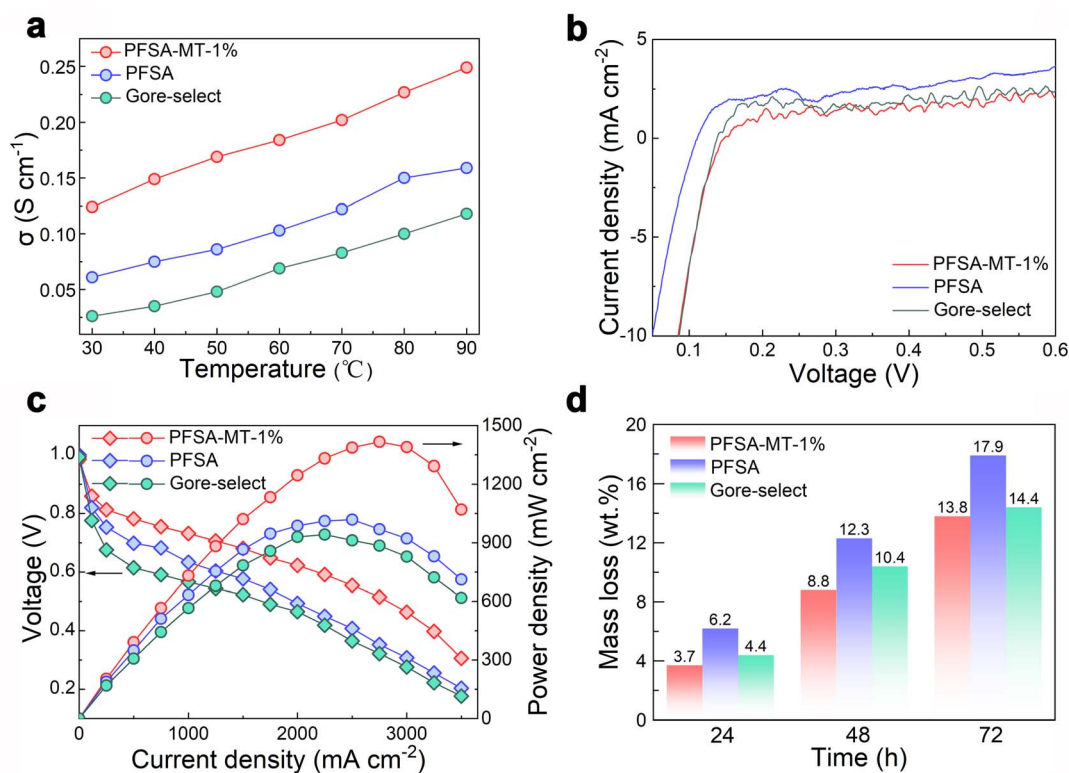 a
PFSA-MT-1%
PFSA
Gore-select
0.25
0.20
0.15
0.10
0.05
σ (S cm⁻¹)
30 40 50 60 70 80 90
Temperature (℃)
b
5
0
-5
-10
Current density (mA cm⁻²)
PFSA-MT-1%
PFSA
Gore-select
0.1 0.2 0.3 0.4 0.5 0.6
Voltage (V)
c
PFSA-MT-1%
PFSA
Gore-select
1.0
0.8
0.6
0.4
0.2
Voltage (V)
1500
1200
900
600
300
0
Power density (mW cm⁻²)
0 1000 2000 3000
Current density (mA cm⁻²)
d
PFSA-MT-1%
PFSA
Gore-select
20
16
12
8
4
0
Mass loss (wt.%)
3.7 6.2 4.4
8.8 12.3 10.4
13.8 17.9 14.4
24 48 72
Time (h)